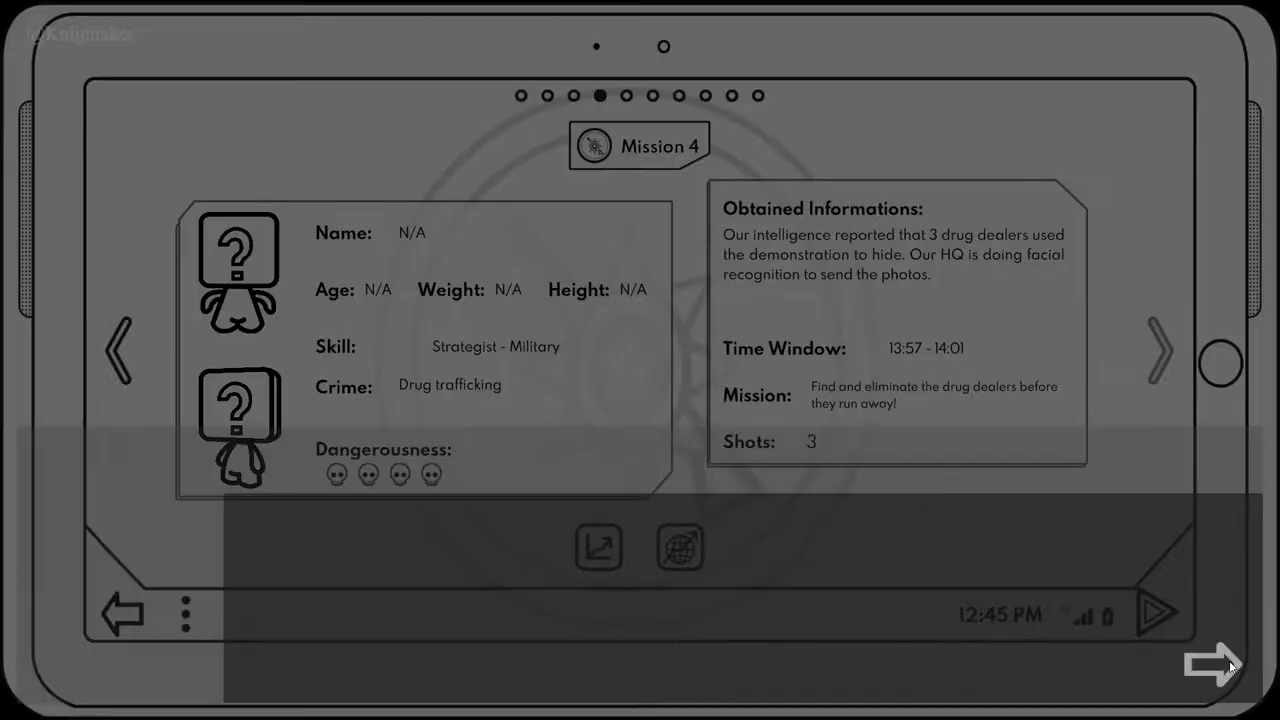 @Knigmaker
Mission 4
Name: N/A
Age: N/A Weight: N/A Height: N/A
Skill: Strategist - Military
Crime: Drug trafficking
Dangerousness:
Obtained Informations:
Our intelligence reported that 3 drug dealers used
the demonstration to hide. Our HQ is doing facial
recognition to send the photos.
Time Window: 13:57 - 14:01
Mission: Find and eliminate the drug dealers before
they run away!
Shots: 3
12:45 PM